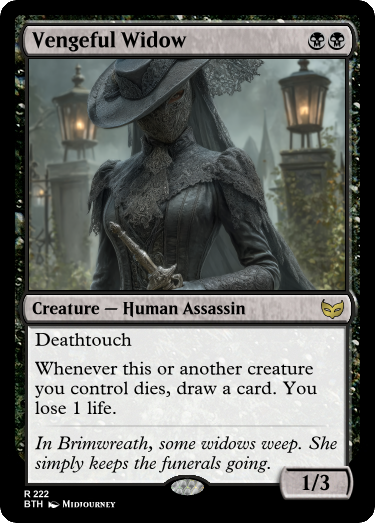 Vengeful Widow
Creature — Human Assassin
Deathtouch
Whenever this or another creature
you control dies, draw a card. You
lose 1 life.
In Brimwreath, some widows weep. She
simply keeps the funerals going.
1/3
R 222
BTH Midjourney